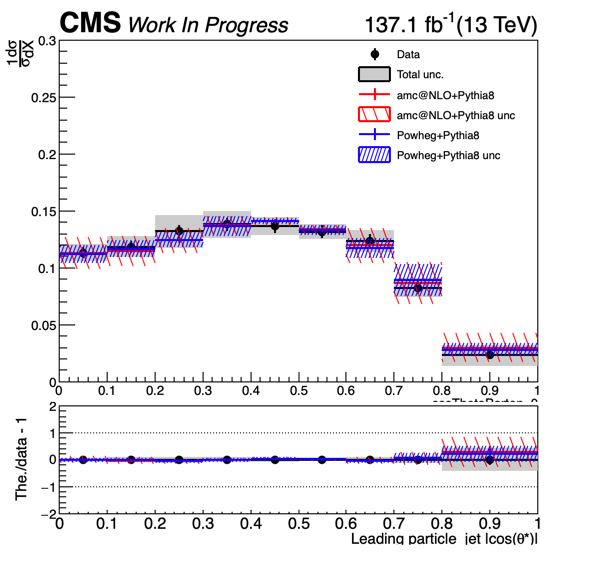 CMS Work In Progress 137.1 fb⁻¹(13 TeV)
1 dσ
σ dX
0.3
0.25
0.2
0.15
0.1
0.05
0
Data
Total unc.
amc@NLO+Pythia8
amc@NLO+Pythia8 unc
Powheg+Pythia8
Powheg+Pythia8 unc
0 0.1 0.2 0.3 0.4 0.5 0.6 0.7 0.8 0.9 1
The./data - 1
2
1
0
−1
−2
0 0.1 0.2 0.3 0.4 0.5 0.6 0.7 0.8 0.9 1
Leading particle jet |cos(θ*)|